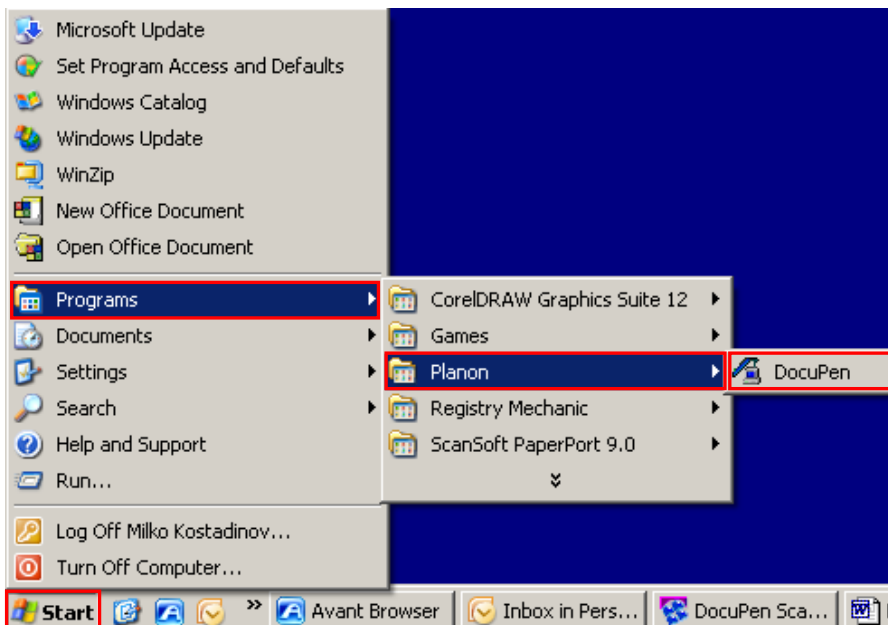 Microsoft Update
Set Program Access and Defaults
Windows Catalog
Windows Update
WinZip
New Office Document
Open Office Document
Programs
Documents
Settings
Search
Help and Support
Run...
Log Off Milko Kostadinov...
Turn Off Computer...
CorelDRAW Graphics Suite 12
Games
Planon
Registry Mechanic
ScanSoft PaperPort 9.0
DocuPen
Start
Avant Browser
Inbox in Pers...
DocuPen Sca...